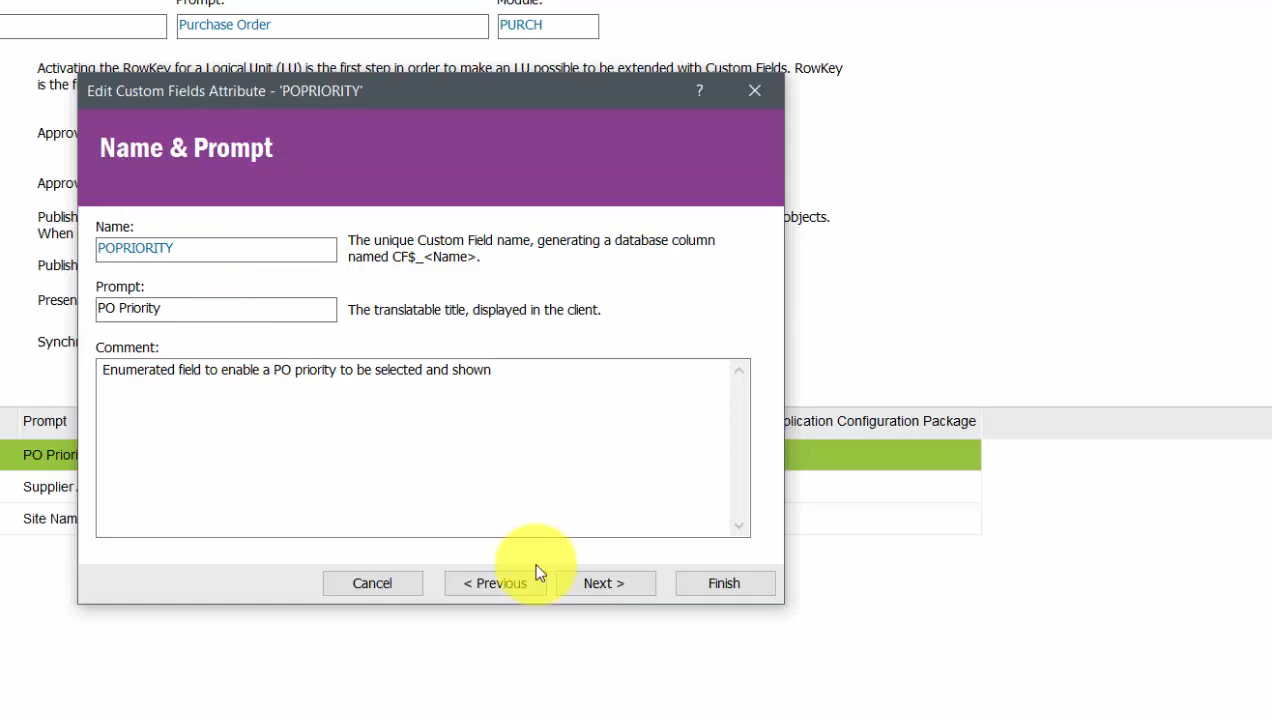 Prompt:
Module:
Purchase Order
PURCH
Activating the RowKey for a Logical Unit (LU) is the first step in order to make an LU possible to be extended with Custom Fields. RowKey
is the f
Edit Custom Fields Attribute - 'POPRIORITY'
?
Name & Prompt
Approv
Approv
Publish
objects.
When
Publish
Presen
Synchr
Name:
POPRIORITY
The unique Custom Field name, generating a database column
named CF$_<Name>.
Prompt:
PO Priority
The translatable title, displayed in the client.
Comment:
Enumerated field to enable a PO priority to be selected and shown
Prompt
plication Configuration Package
PO Priori
Supplier
Site Nam
Cancel
< Previous
Next >
Finish